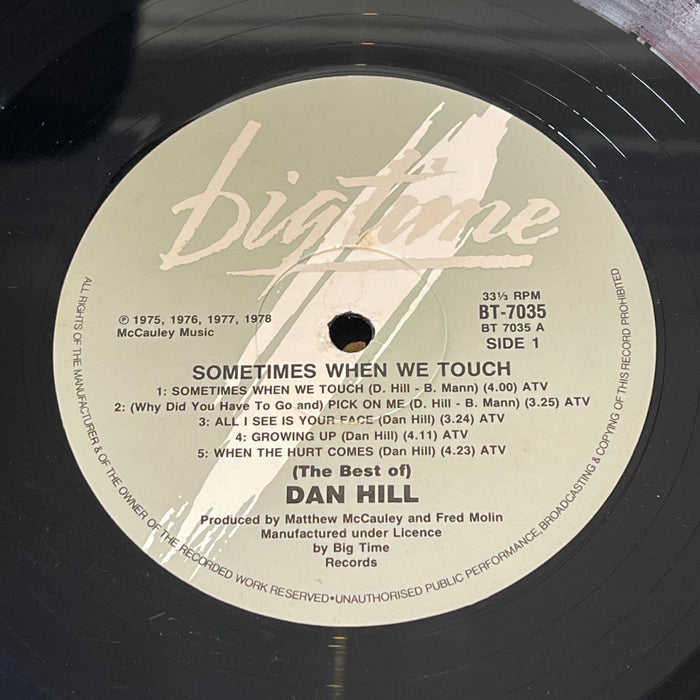 bigtime
℗ 1975, 1976, 1977, 1978
McCauley Music
33⅓ RPM
BT-7035
BT 7035 A
SIDE 1
SOMETIMES WHEN WE TOUCH
1: SOMETIMES WHEN WE TOUCH (D. Hill - B. Mann) (4.00) ATV
2: (Why Did You Have To Go and) PICK ON ME (D. Hill - B. Mann) (3.25) ATV
3: ALL I SEE IS YOUR FACE (Dan Hill) (3.24) ATV
4: GROWING UP (Dan Hill) (4.11) ATV
5: WHEN THE HURT COMES (Dan Hill) (4.23) ATV
(The Best of)
DAN HILL
Produced by Matthew McCauley and Fred Molin
Manufactured under Licence
by Big Time
Records
ALL RIGHTS OF THE MANUFACTURER & OF THE OWNER OF THE RECORDED WORK RESERVED•UNAUTHORISED PUBLIC PERFORMANCE, BROADCASTING & COPYING OF THIS RECORD PROHIBITED